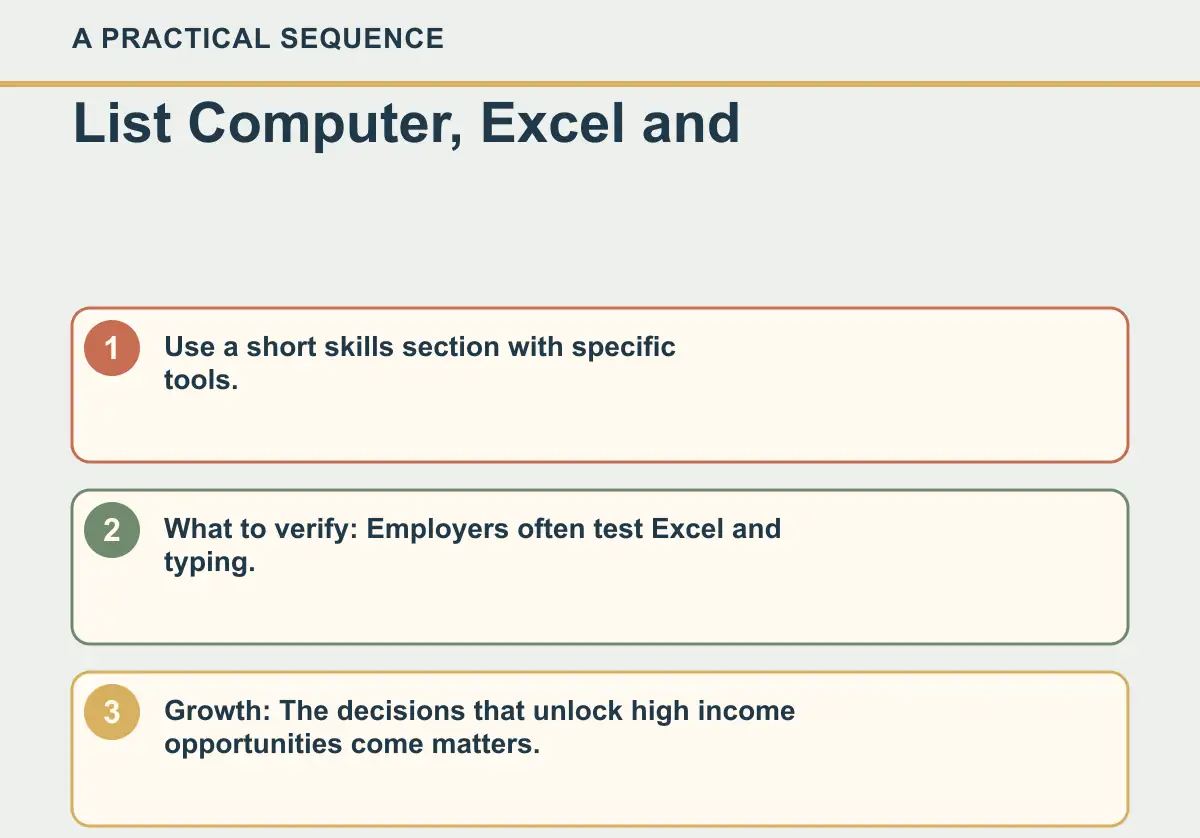 A PRACTICAL SEQUENCE
List Computer, Excel and
1
Use a short skills section with specific
tools.
2
What to verify: Employers often test Excel and
typing.
3
Growth: The decisions that unlock high income
opportunities come matters.